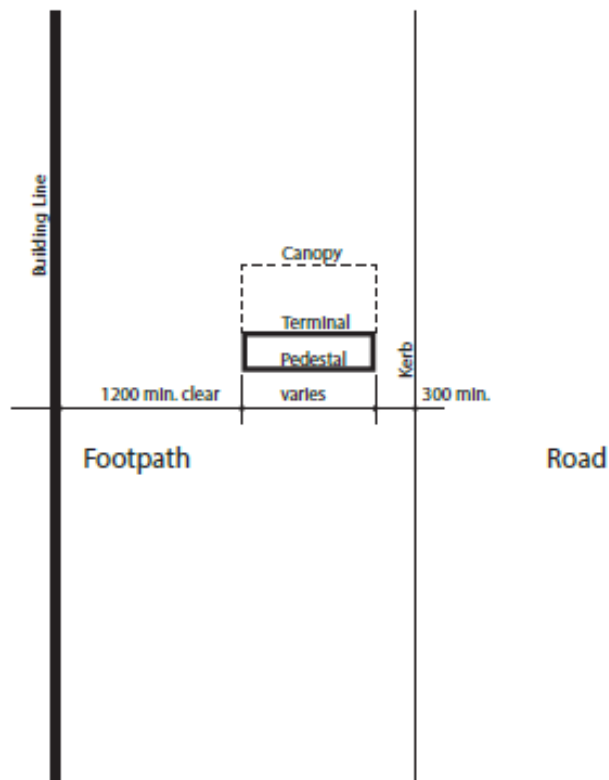 Building Line
Canopy
Terminal
Pedestal
Kerb
1200 min. clear
varies
300 min.
Footpath
Road